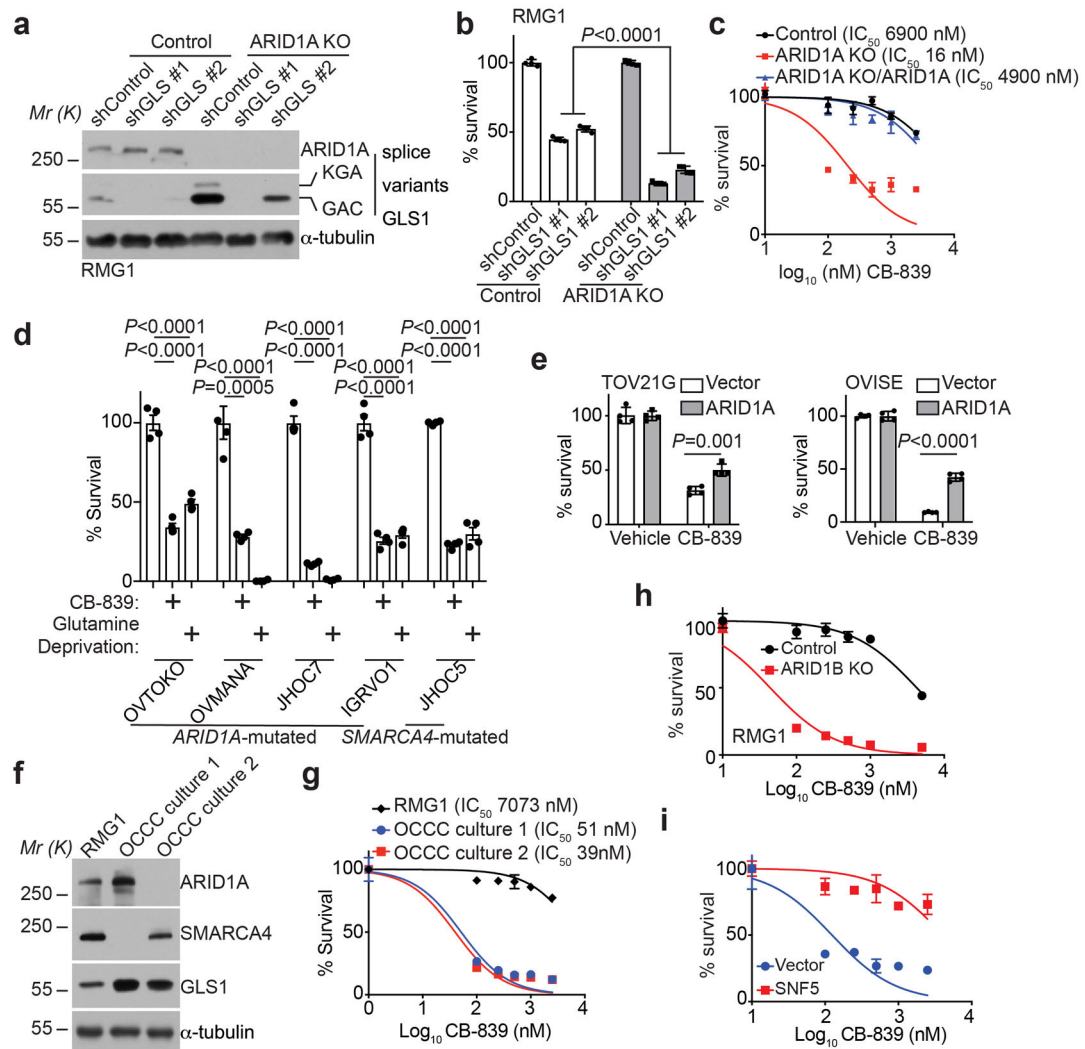 a
Control
ARID1A KO
shControl
shGLS #1
shGLS #2
shControl
shGLS #1
shGLS #2
Mr (K)
250
ARID1A
splice
KGA
variants
55
GAC
GLS1
55
α-tubulin
RMG1
b
RMG1
P<0.0001
100
50
0
% survival
shControl
shGLS1 #1
shGLS1 #2
shControl
shGLS1 #1
shGLS1 #2
Control
ARID1A KO
c
Control (IC50 6900 nM)
ARID1A KO (IC50 16 nM)
ARID1A KO/ARID1A (IC50 4900 nM)
100
50
0
% survival
1 2 3 4
log10 (nM) CB-839
d
P<0.0001
P<0.0001
P<0.0001
P=0.0005
P<0.0001
P<0.0001
P<0.0001
P<0.0001
P<0.0001
P<0.0001
100
50
0
% Survival
CB-839: + + + + +
Glutamine
Deprivation: + + + + +
OVTOKO
OVMANA
JHOC7
IGRVO1
JHOC5
ARID1A-mutated
SMARCA4-mutated
e
TOV21G
Vector
ARID1A
P=0.001
100
50
0
% survival
Vehicle CB-839
OVISE
Vector
ARID1A
P<0.0001
100
50
0
% survival
Vehicle CB-839
f
RMG1
OCCC culture 1
OCCC culture 2
Mr (K)
250
ARID1A
250
SMARCA4
55
GLS1
55
α-tubulin
g
RMG1 (IC50 7073 nM)
OCCC culture 1 (IC50 51 nM)
OCCC culture 2 (IC50 39nM)
100
50
0
% Survival
0 1 2 3 4
Log10 CB-839 (nM)
h
100
50
0
% survival
Control
ARID1B KO
RMG1
1 2 3 4
Log10 CB-839 (nM)
i
100
50
0
% survival
Vector
SNF5
1 2 3 4
Log10 CB-839 (nM)